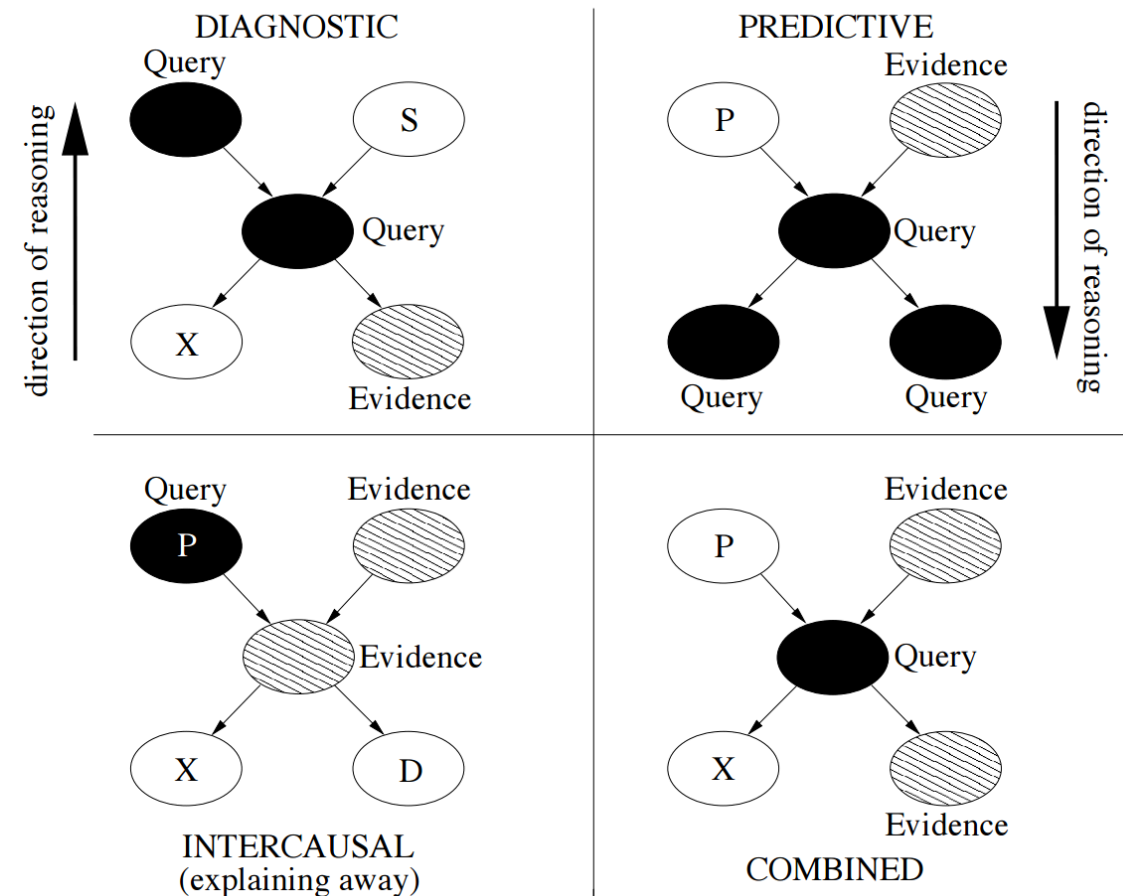 DIAGNOSTIC
Query
S
Query
X
Evidence
direction of reasoning
PREDICTIVE
Evidence
P
Query
Query
Query
direction of reasoning
Query
Evidence
P
Evidence
X
D
INTERCAUSAL
(explaining away)
Evidence
P
Query
X
Evidence
COMBINED